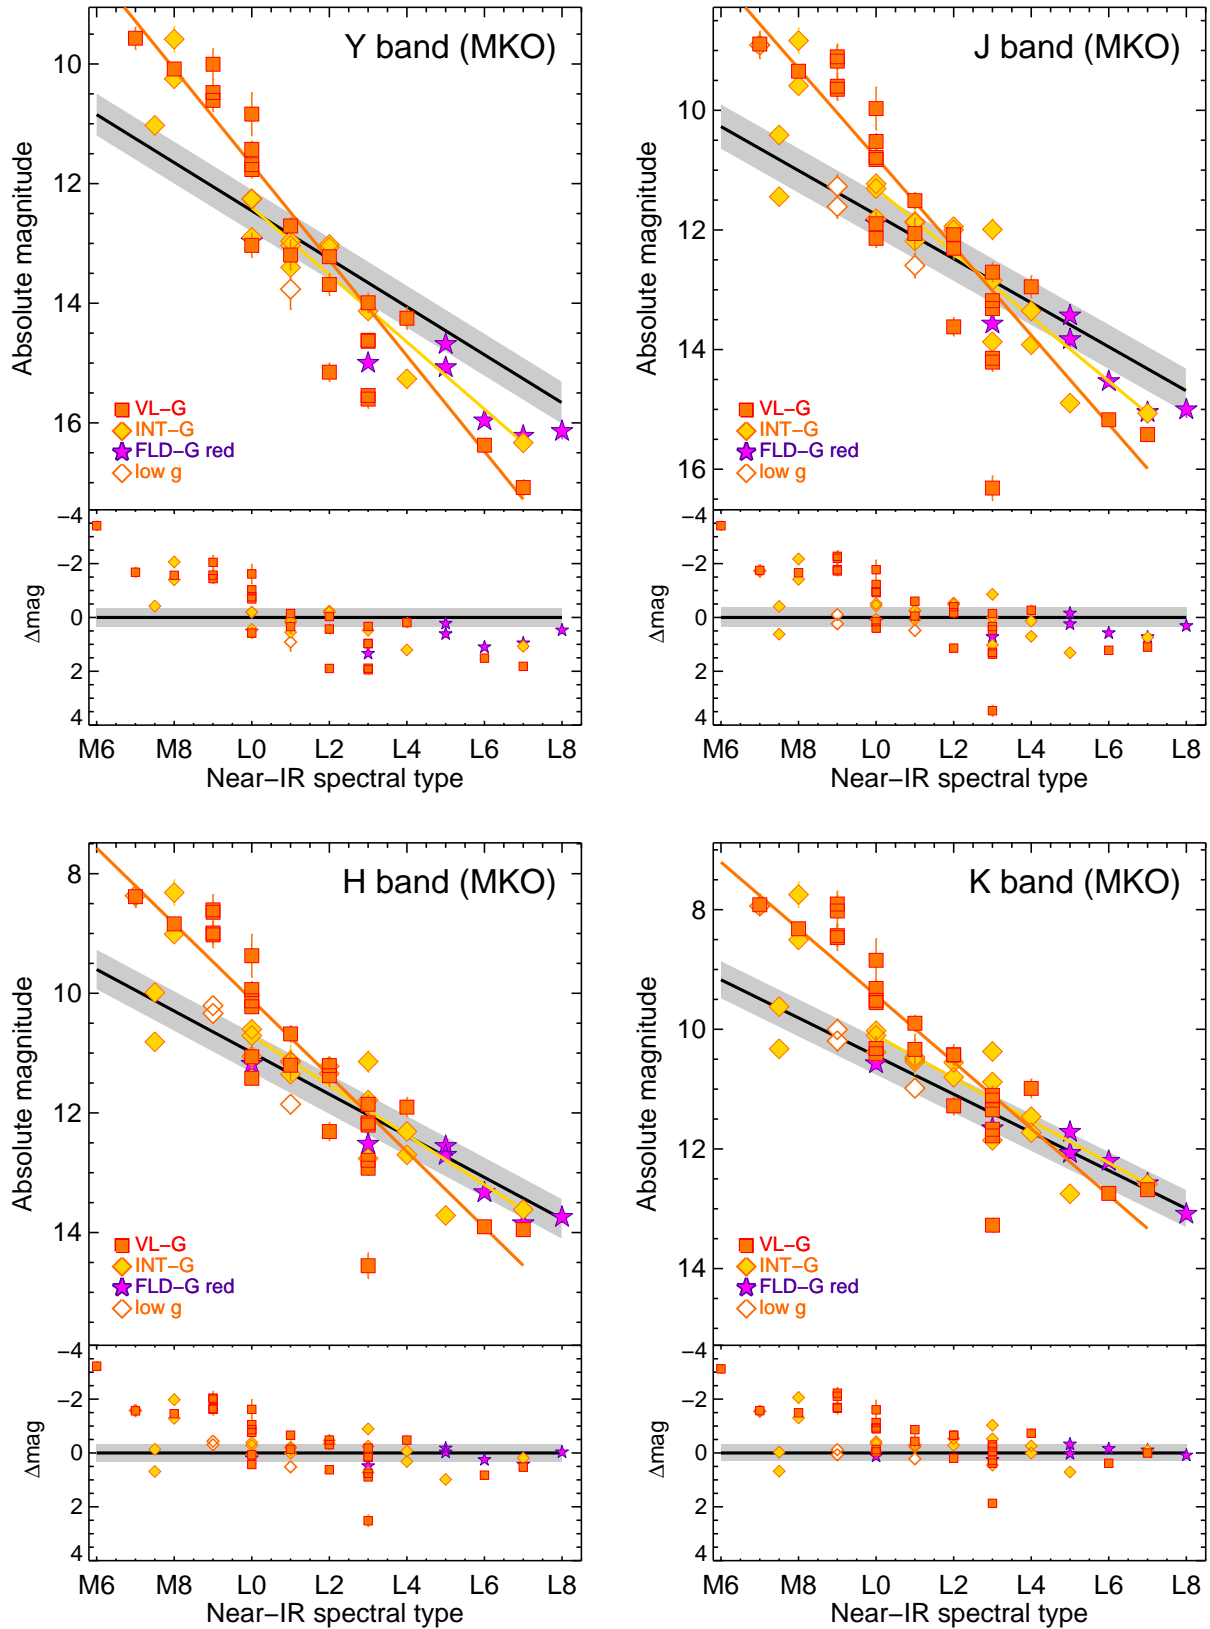 Y band (MKO)
10
12
14
16
Absolute magnitude
VL−G
INT−G
FLD−G red
low g
−4
−2
0
2
4
Δmag
M6 M8 L0 L2 L4 L6 L8
Near−IR spectral type
J band (MKO)
10
12
14
16
Absolute magnitude
VL−G
INT−G
FLD−G red
low g
−4
−2
0
2
4
Δmag
M6 M8 L0 L2 L4 L6 L8
Near−IR spectral type
H band (MKO)
8
10
12
14
Absolute magnitude
VL−G
INT−G
FLD−G red
low g
−4
−2
0
2
4
Δmag
M6 M8 L0 L2 L4 L6 L8
Near−IR spectral type
K band (MKO)
8
10
12
14
Absolute magnitude
VL−G
INT−G
FLD−G red
low g
−4
−2
0
2
4
Δmag
M6 M8 L0 L2 L4 L6 L8
Near−IR spectral type